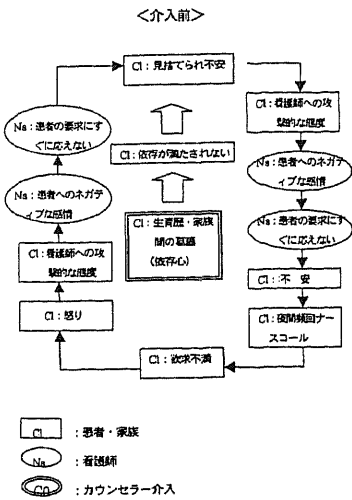 ＜介入前＞
Cl：見捨てられ不安
Cl：看護師への攻
撃的な態度
Ns：患者へのネガテ
ィブな感情
Ns：患者の要求にす
ぐに応えない
Cl：不 安
Cl：夜間頻回ナー
スコール
Cl：欲求不満
Cl：怒り
Cl：看護師への攻撃
的な態度
Ns：患者へのネガテ
ィブな感情
Ns：患者の要求にす
ぐに応えない
Cl：依存が満たされない
Cl：生育歴・家族
間の
（依存心）
Cl ：患者・家族
Ns ：看護師
CO ：カウンセラー介入